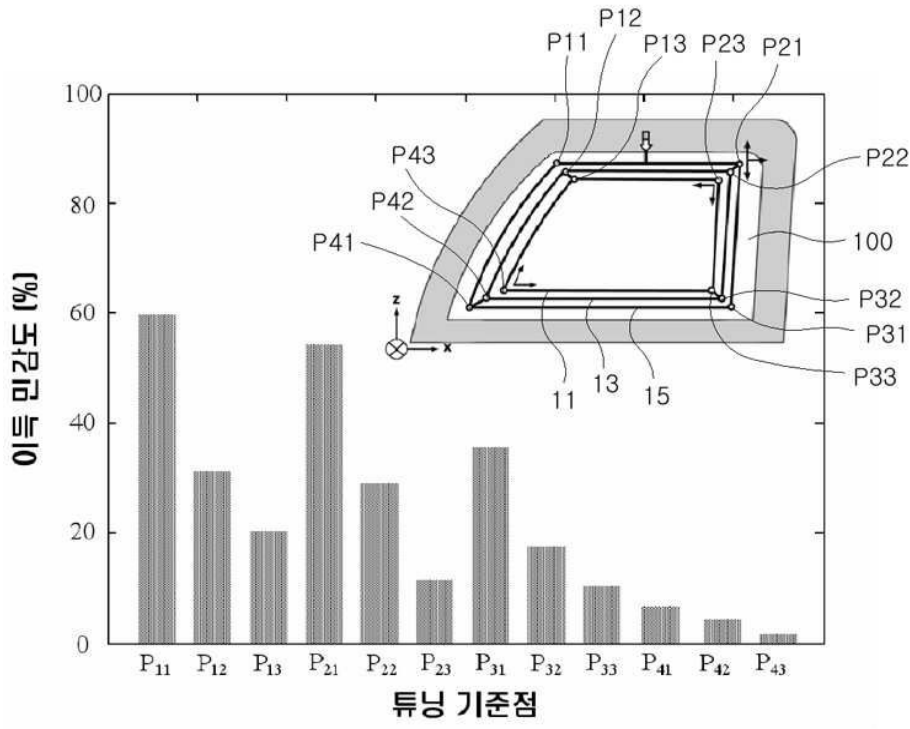 P12
P11
P13
P23
P21
100
P43
P22
80
P42
100
P41
P32
z
60
x
P31
P33
11
13
15
이득 민감도 (%)
40
20
0
P₁₁ P₁₂ P₁₃ P₂₁ P₂₂ P₂₃ P₃₁ P₃₂ P₃₃ P₄₁ P₄₂ P₄₃
튜닝 기준점